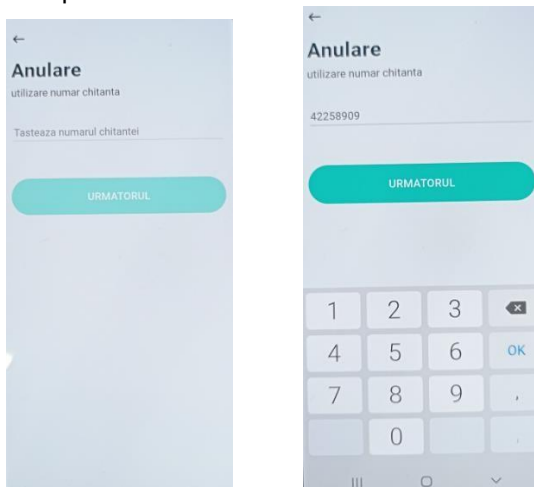 ←
Anulare
utilizare numar chitanta
Tasteaza numarul chitantei
URMATORUL
←
Anulare
utilizare numar chitanta
42258909
URMATORUL
1 2 3
4 5 6 OK
7 8 9 ,
0